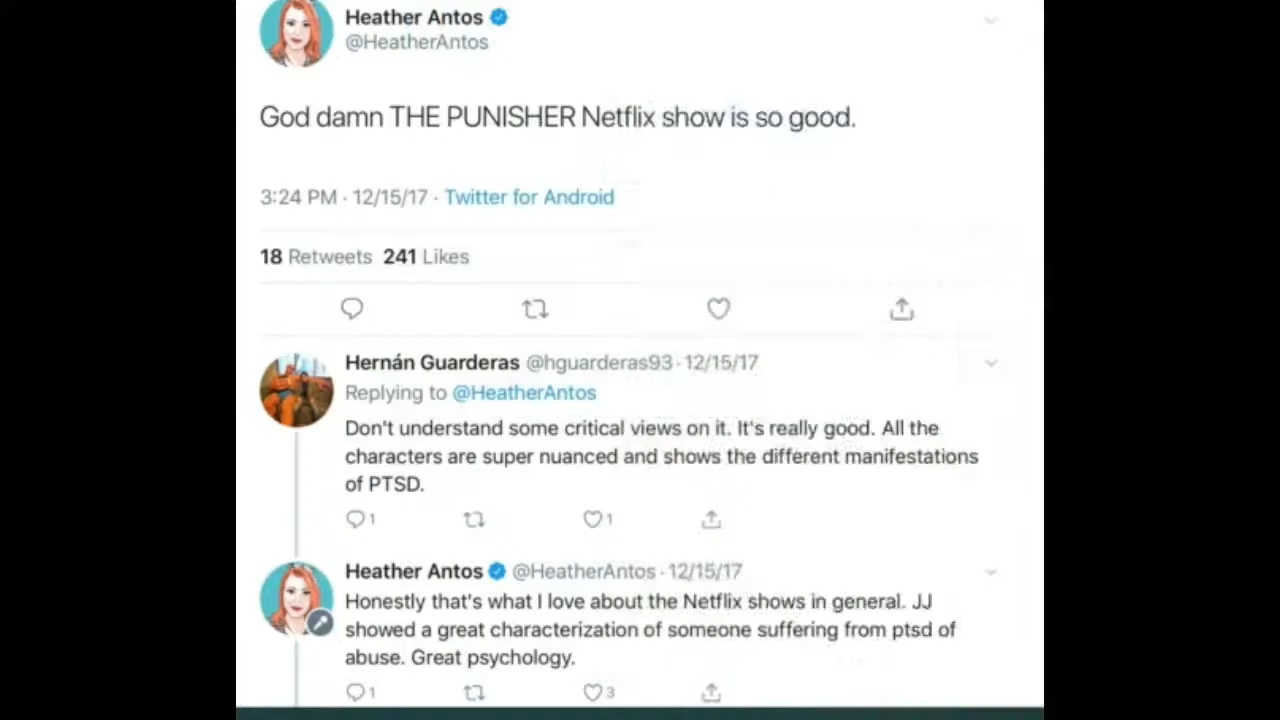 Heather Antos
@HeatherAntos
God damn THE PUNISHER Netflix show is so good.
3:24 PM · 12/15/17 · Twitter for Android
18 Retweets 241 Likes
Hernán Guarderas @hguarderas93 · 12/15/17
Replying to @HeatherAntos
Don't understand some critical views on it. It's really good. All the
characters are super nuanced and shows the different manifestations
of PTSD.
1 1
Heather Antos @HeatherAntos · 12/15/17
Honestly that's what I love about the Netflix shows in general. JJ
showed a great characterization of someone suffering from ptsd of
abuse. Great psychology.
1 3